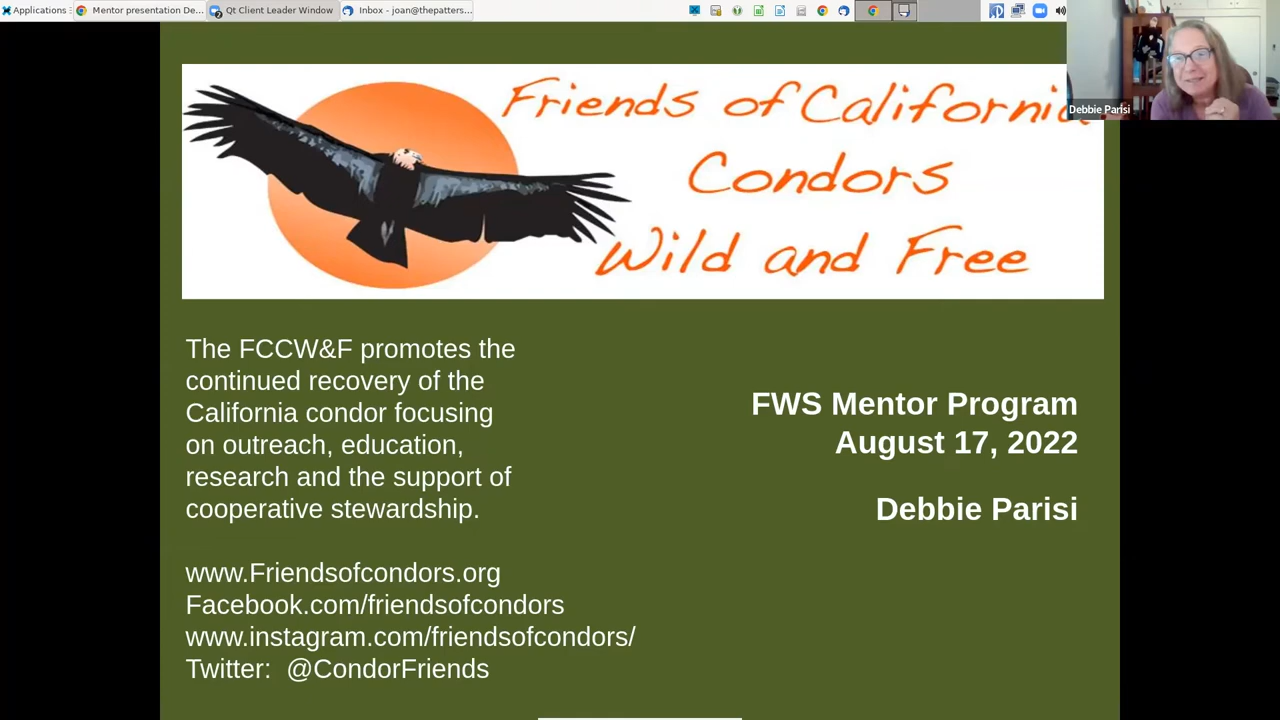 Applications
Mentor presentation De...
Qt Client Leader Window
Inbox - joan@thepatters...
Debbie Parisi
Friends of California
Condors
Wild and Free
The FCCW&F promotes the
continued recovery of the
California condor focusing
on outreach, education,
research and the support of
cooperative stewardship.
www.Friendsofcondors.org
Facebook.com/friendsofcondors
www.instagram.com/friendsofcondors/
Twitter:  @CondorFriends
FWS Mentor Program
August 17, 2022
Debbie Parisi